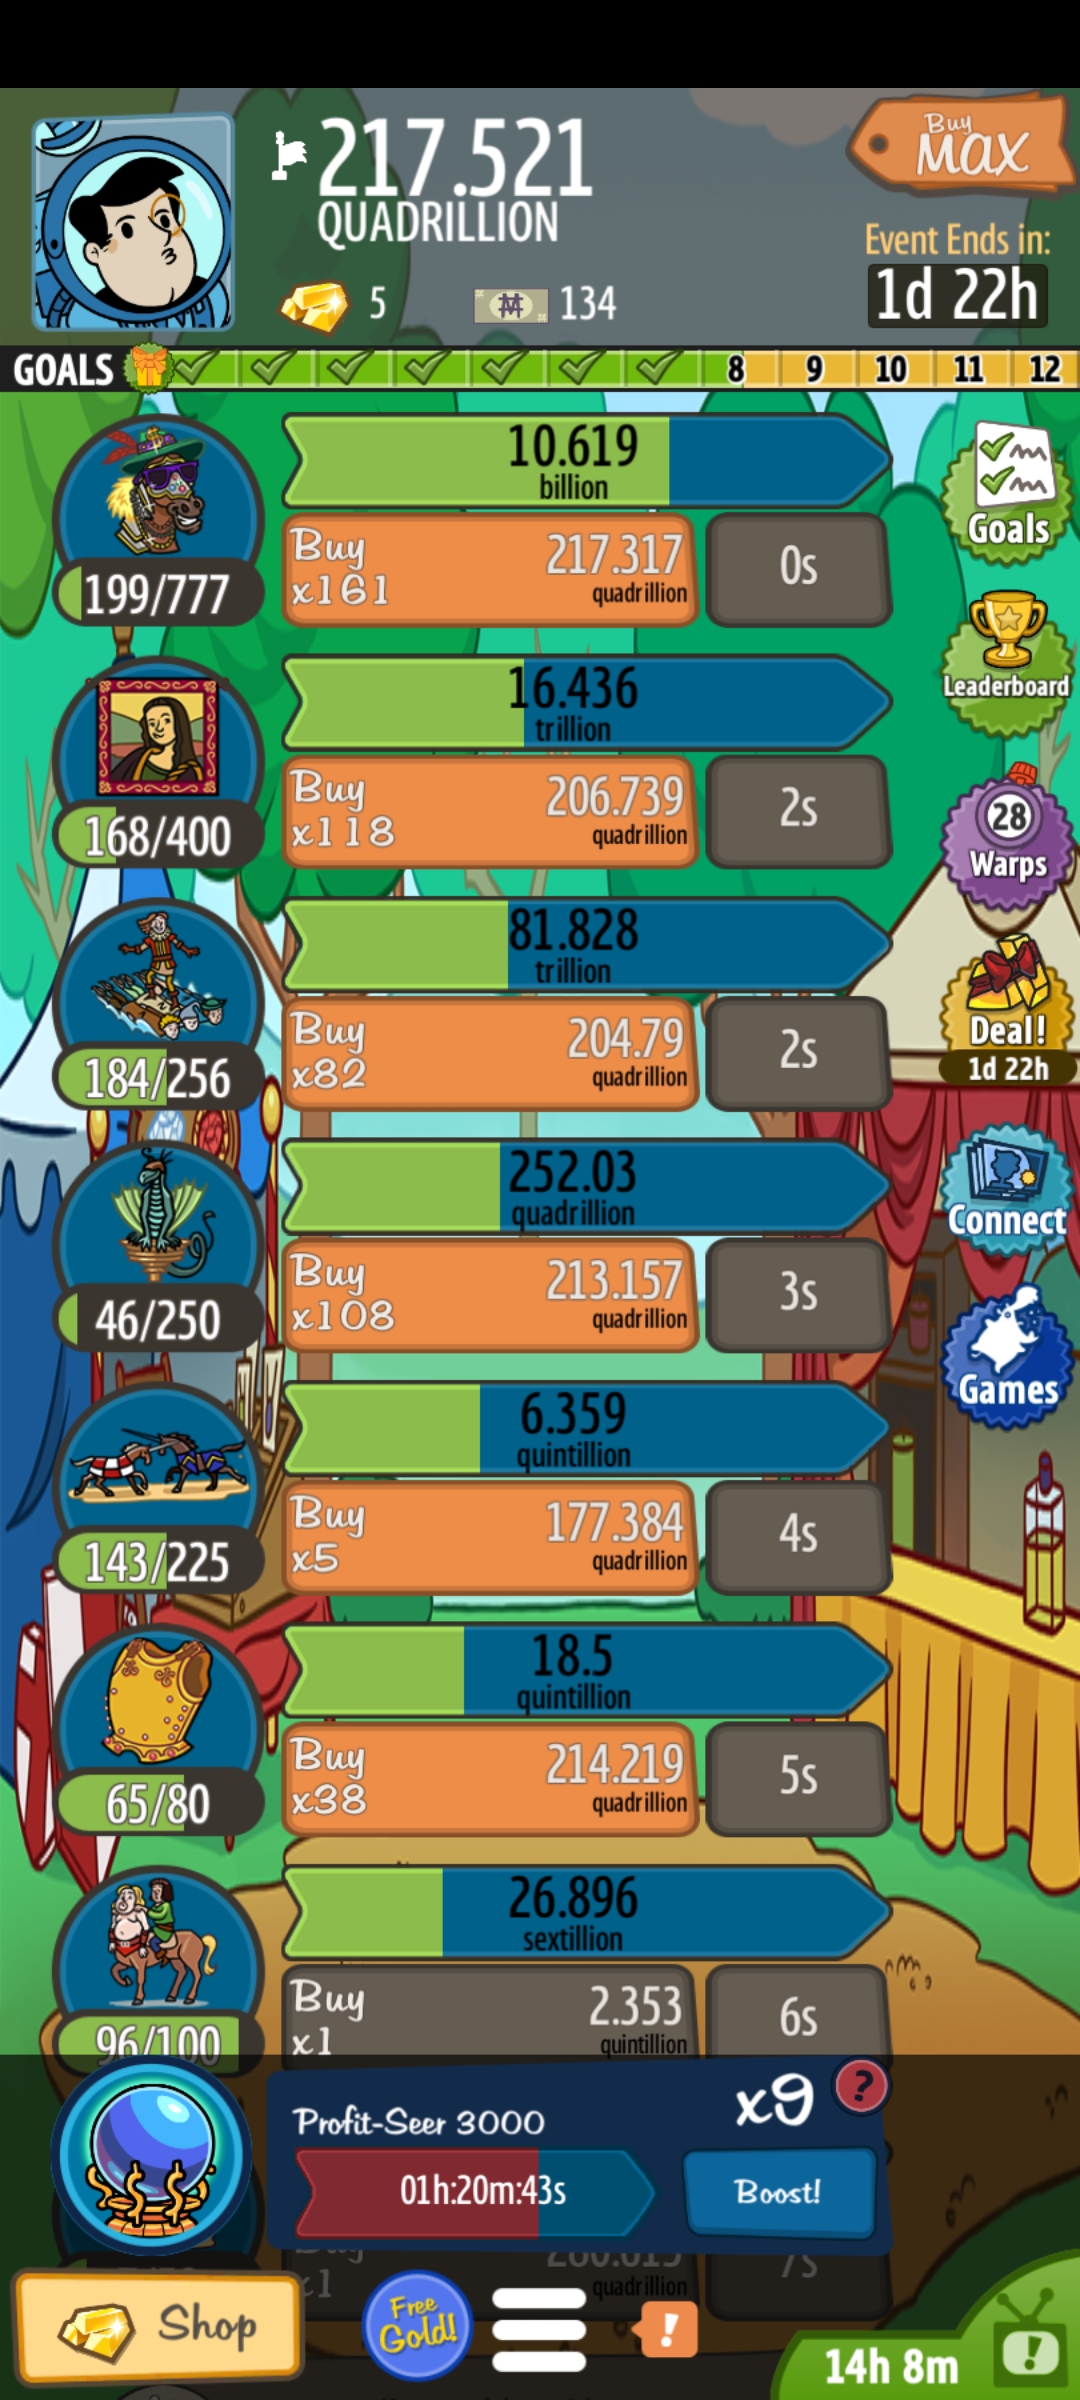 217.521
QUADRILLION
Buy
MAX
Event Ends in:
1d 22h
5
134
GOALS
8 9 10 11 12
10.619
billion
Buy
x161
217.317
quadrillion
0s
199/777
Goals
16.436
trillion
Leaderboard
Buy
x118
206.739
quadrillion
2s
168/400
28
Warps
81.828
trillion
Buy
x82
204.79
quadrillion
2s
184/256
Deal!
1d 22h
252.03
quadrillion
Connect
Buy
x108
213.157
quadrillion
3s
46/250
Games
6.359
quintillion
Buy
x5
177.384
quadrillion
4s
143/225
18.5
quintillion
Buy
x38
214.219
quadrillion
5s
65/80
26.896
sextillion
Buy
x1
2.353
quintillion
6s
96/100
Profit-Seer 3000
x9
?
01h:20m:43s
Boost!
Buy
x1
quadrillion
7s
Shop
Free
Gold!
!
14h 8m
!